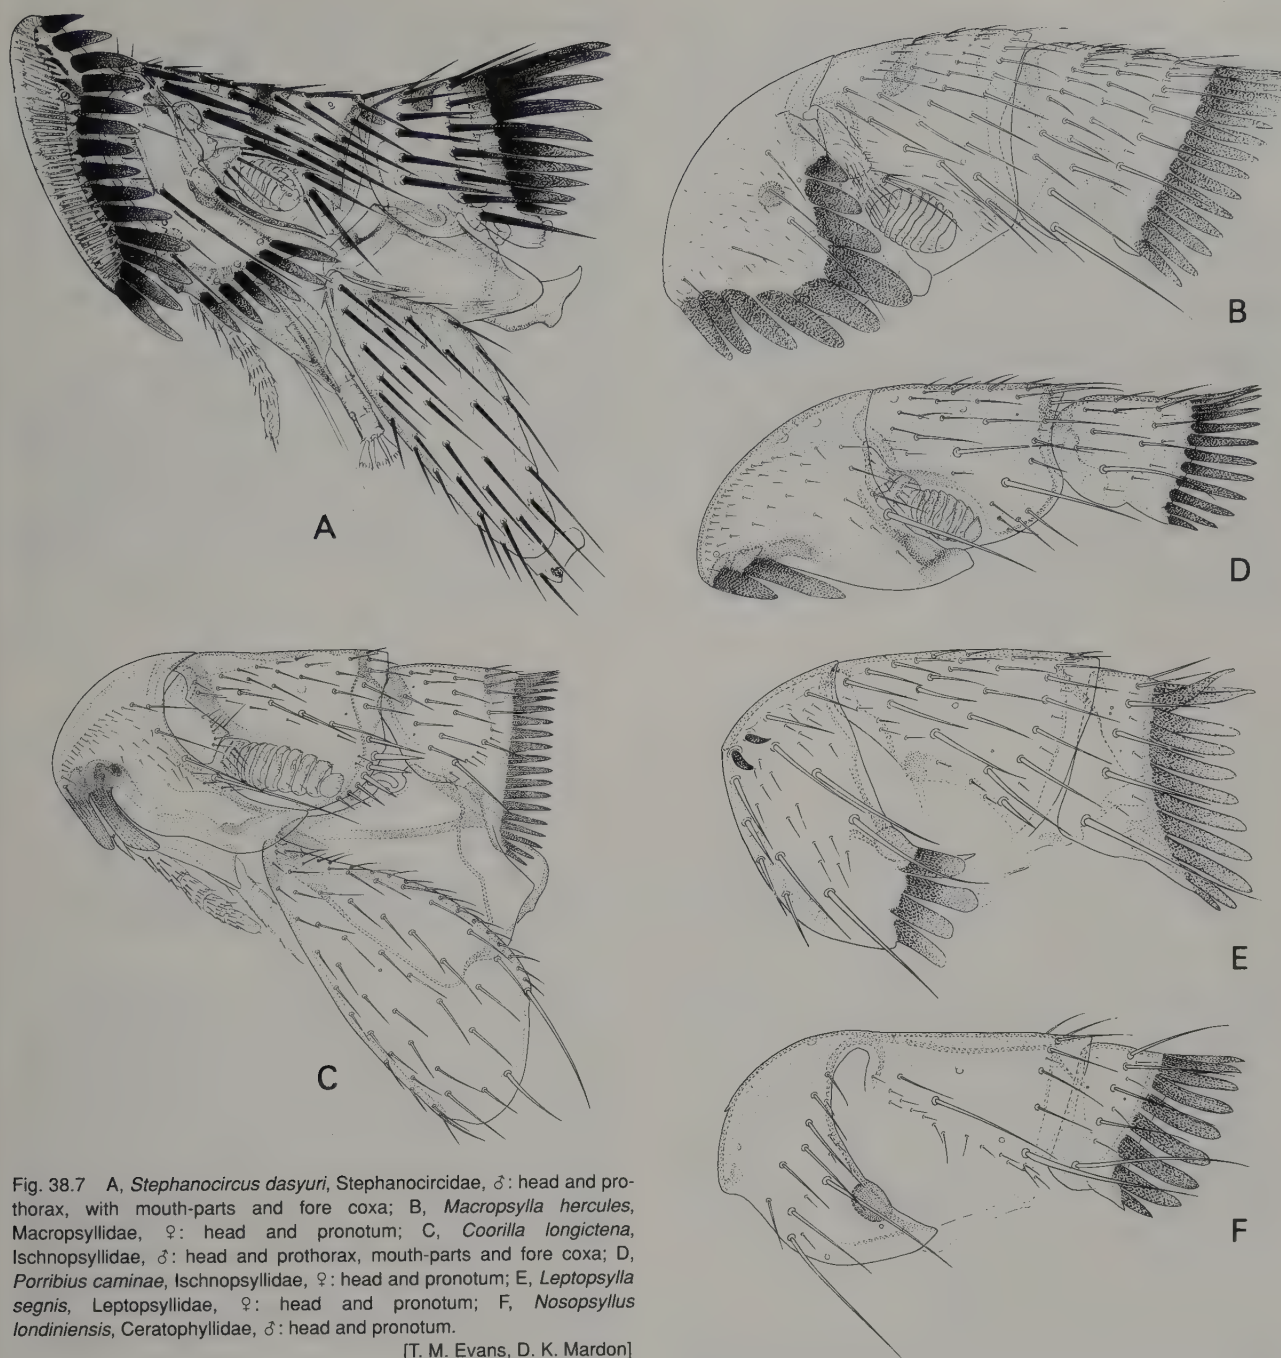 A
B
D
C
E
F
Fig. 38.7 A, Stephanocircus dasyuri, Stephanocircidae, ♂: head and pro-
thorax, with mouth-parts and fore coxa; B, Macropsylla hercules,
Macropsyllidae, ♀: head and pronotum; C, Coorilla longictena,
Ischnopsyllidae, ♂: head and prothorax, mouth-parts and fore coxa; D,
Porribius caminae, Ischnopsyllidae, ♀: head and pronotum; E, Leptopsylla
segnis, Leptopsyllidae, ♀: head and pronotum; F, Nosopsyllus
londiniensis, Ceratophyllidae, ♂: head and pronotum.
[T. M. Evans, D. K. Mardon]